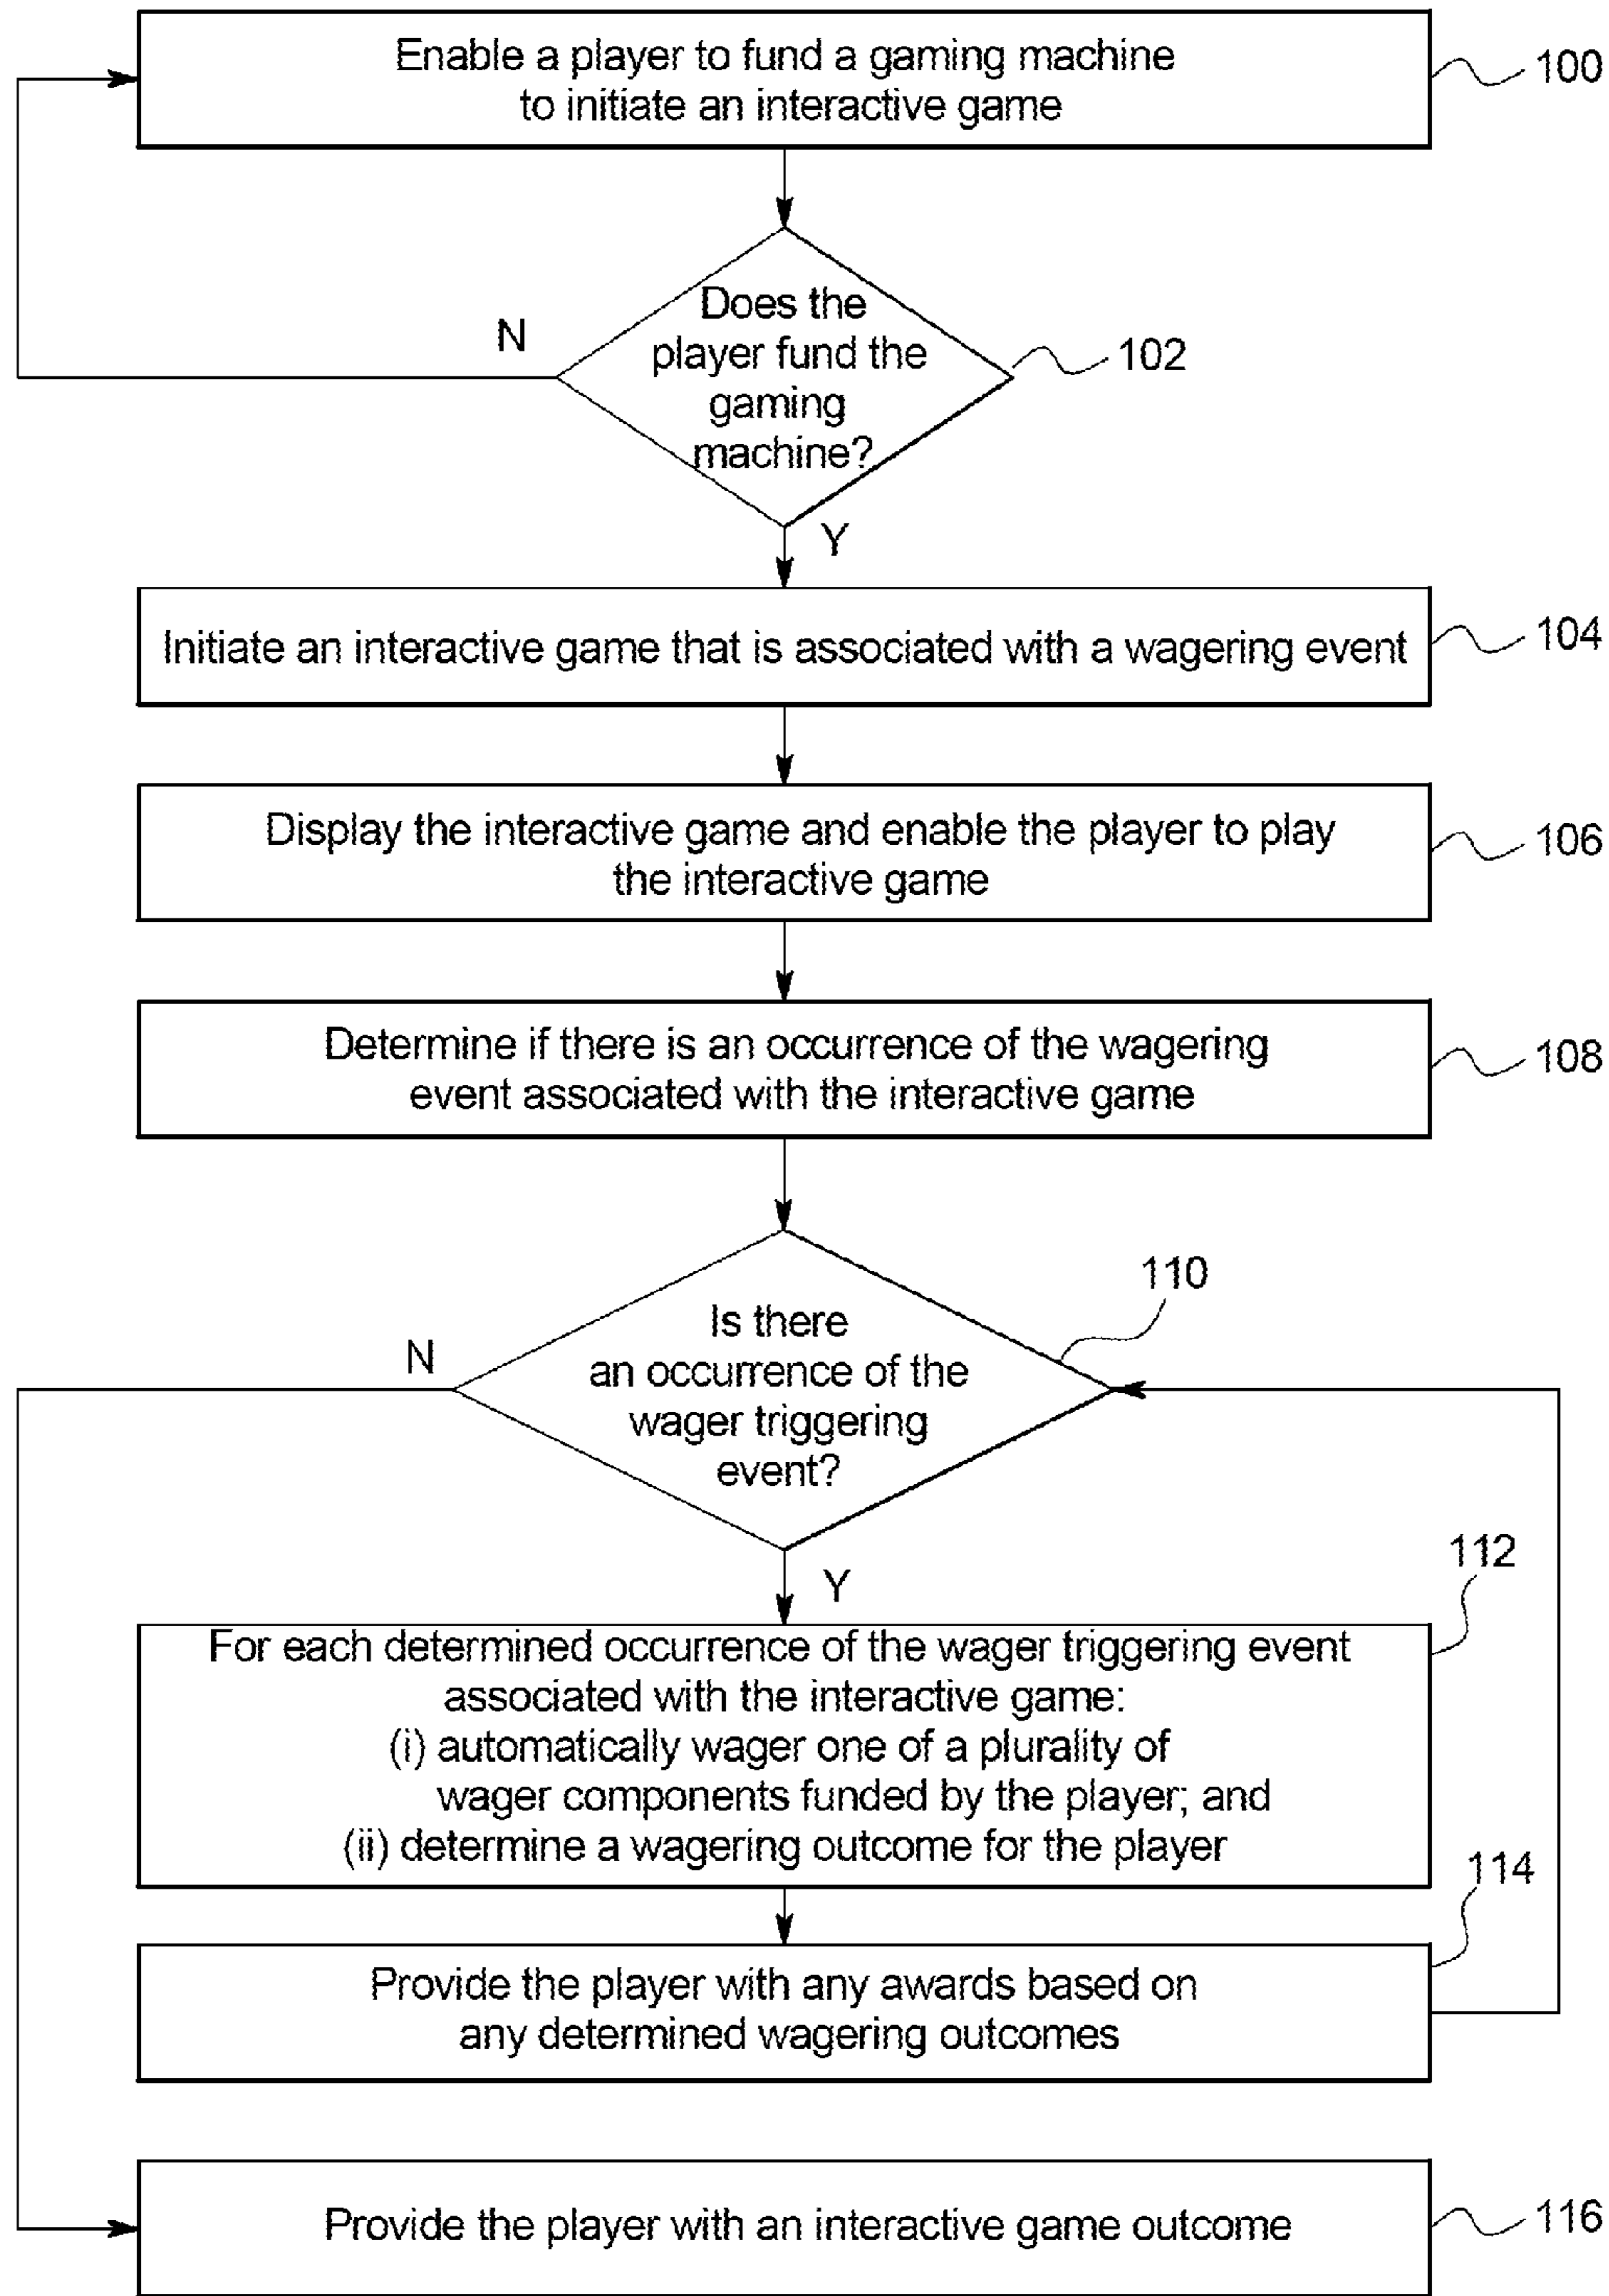 Enable a player to fund a gaming machine
to initiate an interactive game
100
Does the
player fund the
gaming
machine?
102
N
Y
Initiate an interactive game that is associated with a wagering event
104
Display the interactive game and enable the player to play
the interactive game
106
Determine if there is an occurrence of the wagering
event associated with the interactive game
108
110
Is there
an occurrence of the
wager triggering
event?
N
Y
112
For each determined occurrence of the wager triggering event
associated with the interactive game:
(i) automatically wager one of a plurality of
wager components funded by the player; and
(ii) determine a wagering outcome for the player
114
Provide the player with any awards based on
any determined wagering outcomes
Provide the player with an interactive game outcome
116